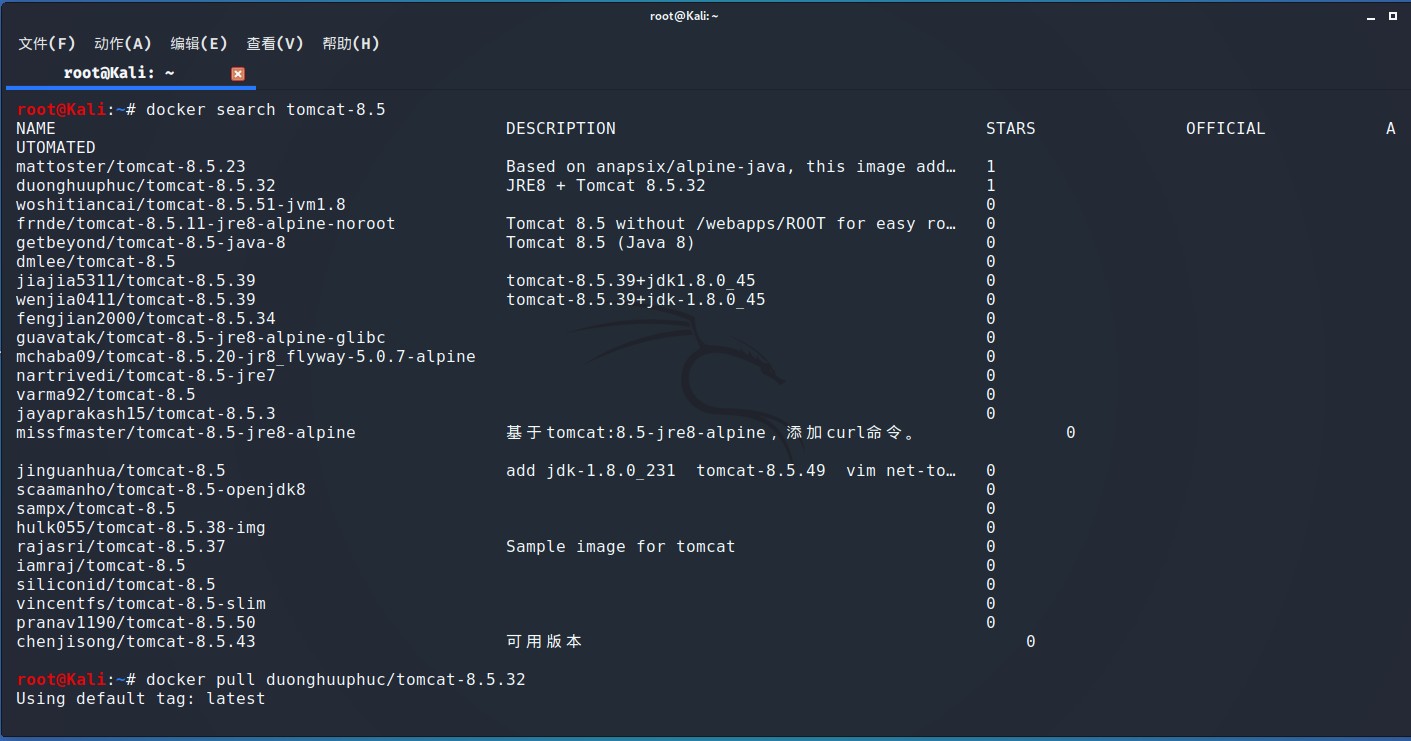 root@Kali:~
文件(F) 动作(A) 编辑(E) 查看(V) 帮助(H)
root@Kali: ~
root@Kali:~# docker search tomcat-8.5
NAME DESCRIPTION STARS OFFICIAL A
UTOMATED
mattoster/tomcat-8.5.23 Based on anapsix/alpine-java, this image add… 1
duonghuuphuc/tomcat-8.5.32 JRE8 + Tomcat 8.5.32 1
woshitiancai/tomcat-8.5.51-jvm1.8 0
frnde/tomcat-8.5.11-jre8-alpine-noroot Tomcat 8.5 without /webapps/ROOT for easy ro… 0
getbeyond/tomcat-8.5-java-8 Tomcat 8.5 (Java 8) 0
dmlee/tomcat-8.5 0
jiajia5311/tomcat-8.5.39 tomcat-8.5.39+jdk1.8.0_45 0
wenjia0411/tomcat-8.5.39 tomcat-8.5.39+jdk-1.8.0_45 0
fengjian2000/tomcat-8.5.34 0
guavatak/tomcat-8.5-jre8-alpine-glibc 0
mchaba09/tomcat-8.5.20-jr8_flyway-5.0.7-alpine 0
nartrivedi/tomcat-8.5-jre7 0
varma92/tomcat-8.5 0
jayaprakash15/tomcat-8.5.3 0
missfmaster/tomcat-8.5-jre8-alpine 基于tomcat:8.5-jre8-alpine，添加curl命令。 0
jinguanhua/tomcat-8.5 add jdk-1.8.0_231 tomcat-8.5.49 vim net-to… 0
scaamanho/tomcat-8.5-openjdk8 0
sampx/tomcat-8.5 0
hulk055/tomcat-8.5.38-img 0
rajasri/tomcat-8.5.37 Sample image for tomcat 0
iamraj/tomcat-8.5 0
siliconid/tomcat-8.5 0
vincentfs/tomcat-8.5-slim 0
pranav1190/tomcat-8.5.50 0
chenjisong/tomcat-8.5.43 可用版本 0
root@Kali:~# docker pull duonghuuphuc/tomcat-8.5.32
Using default tag: latest